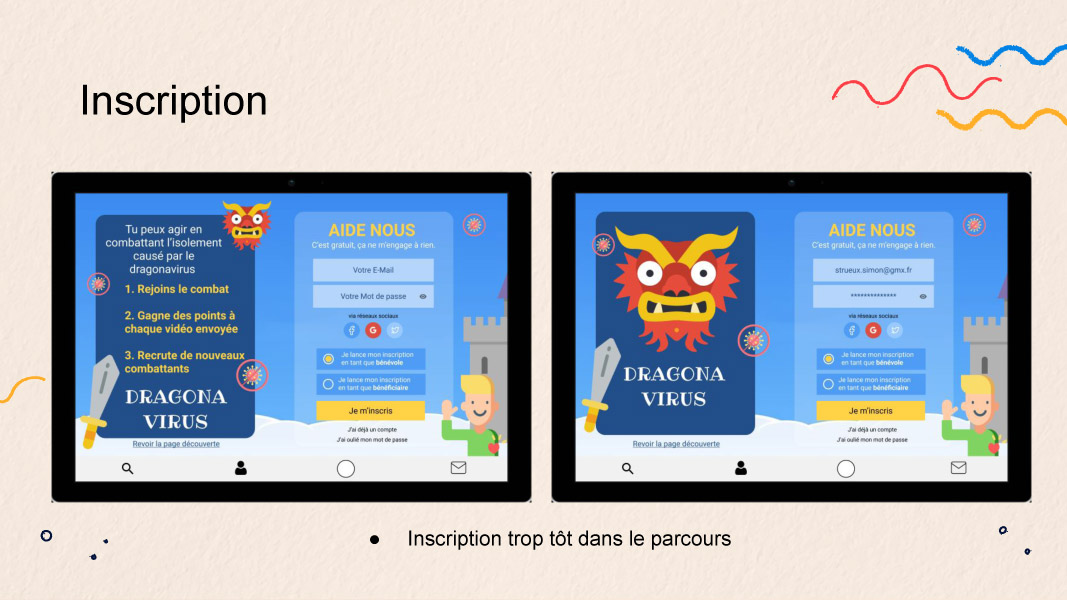 Inscription
Tu peux agir en
combattant l'isolement
causé par le
dragonavirus
1. Rejoins le combat
2. Gagne des points à
chaque vidéo envoyée
3. Recrute de nouveaux
combattants
DRAGONA
VIRUS
Revoir la page découverte
AIDE NOUS
C'est gratuit, ça ne m'engage à rien.
Votre E-Mail
Votre Mot de passe
via réseaux sociaux
G
Je lance mon inscription
en tant que bénévole
Je lance mon inscription
en tant que bénéficiaire
Je m'inscris
J'ai déjà un compte
J'ai oulié mon mot de passe
DRAGONA
VIRUS
Revoir la page découverte
AIDE NOUS
C'est gratuit, ça ne m'engage à rien.
strueux.simon@gmx.fr
**************
via réseaux sociaux
G
Je lance mon inscription
en tant que bénévole
Je lance mon inscription
en tant que bénéficiaire
Je m'inscris
J'ai déjà un compte
J'ai oulié mon mot de passe
● Inscription trop tôt dans le parcours